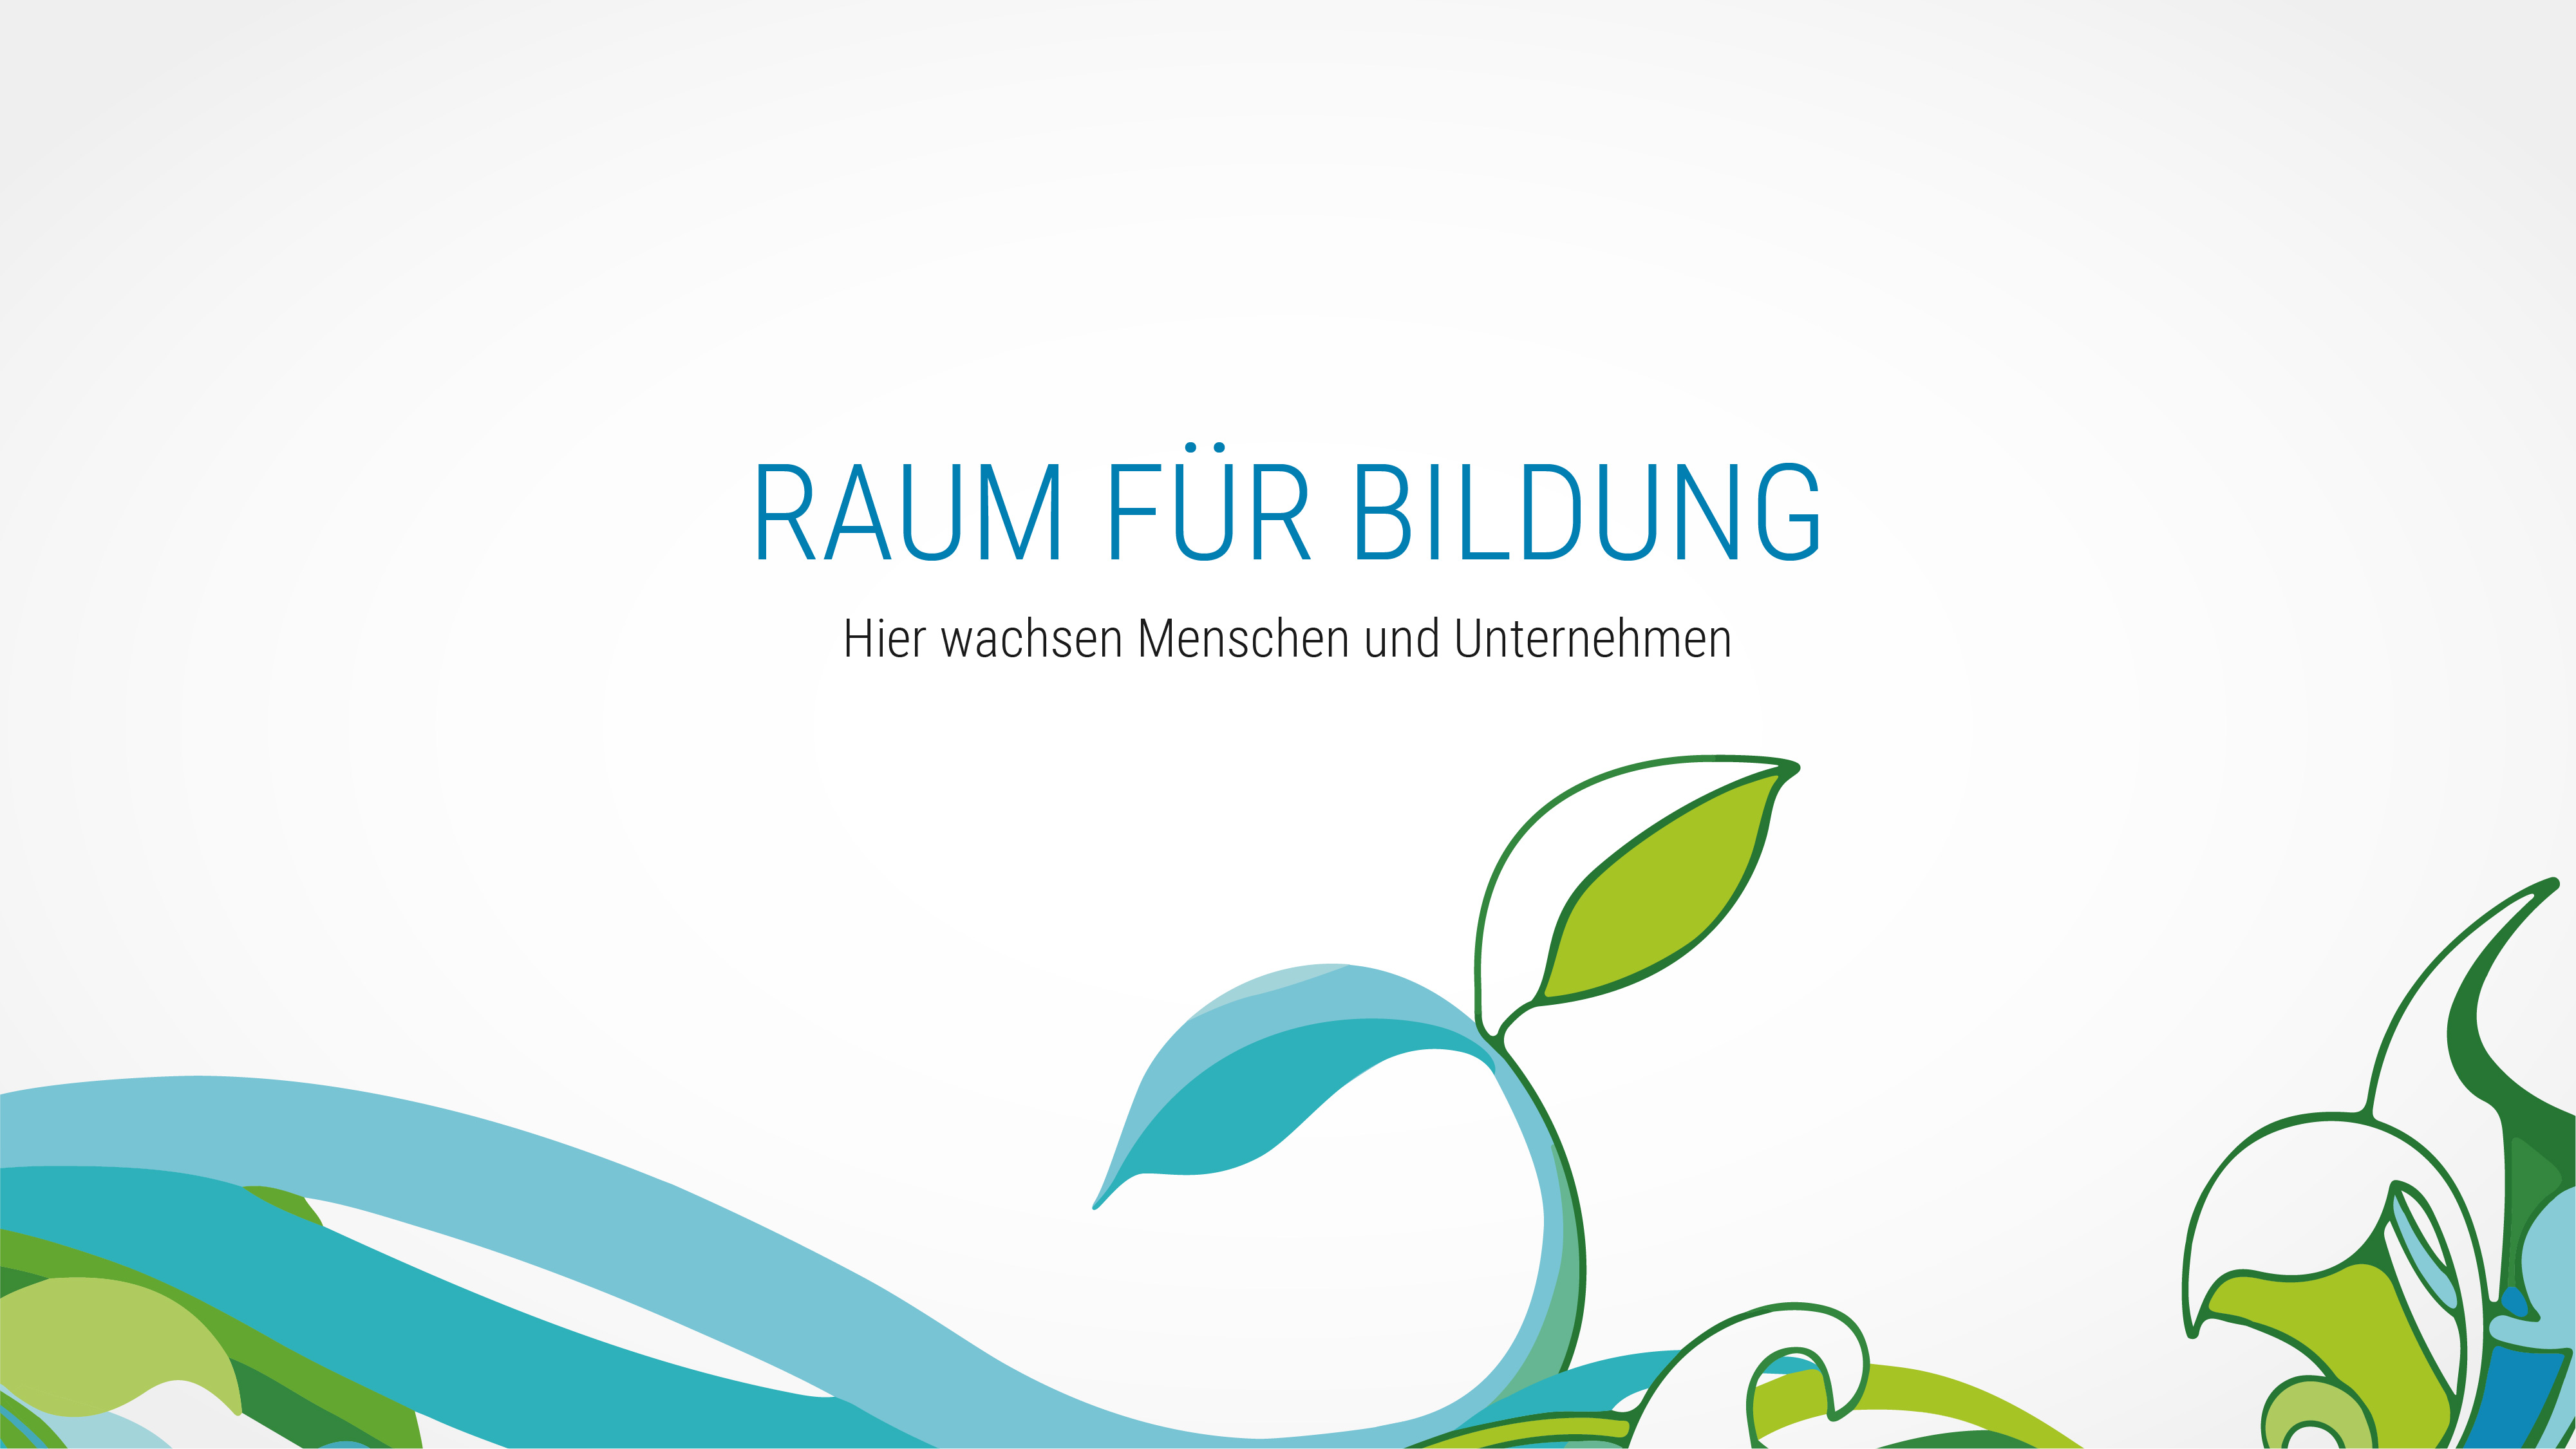 RAUM FÜR BILDUNG
Hier wachsen Menschen und Unternehmen